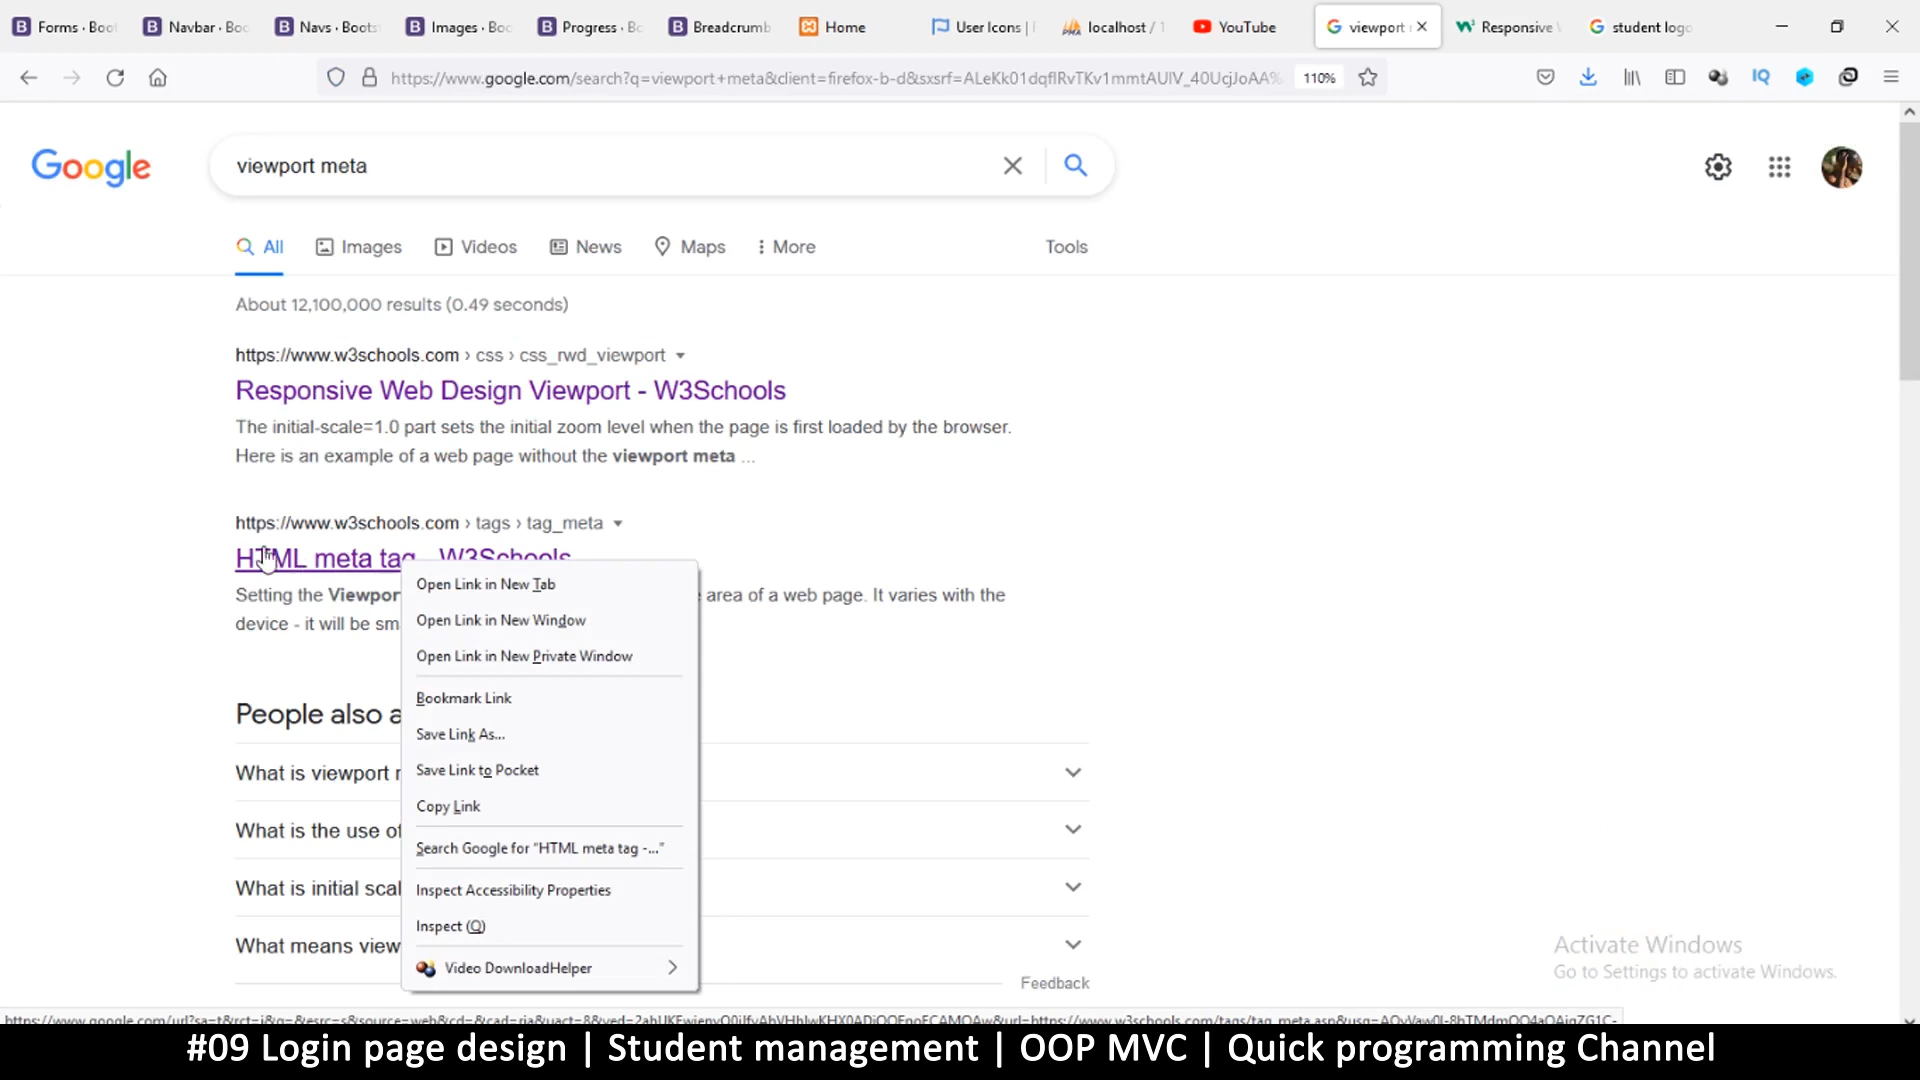 Forms · Boot
Navbar · Boo
Navs · Boots
Images · Boo
Progress · Bo
Breadcrumb
Home
User Icons |
localhost / 1
YouTube
viewport
Responsive
student logo
https://www.google.com/search?q=viewport+meta&client=firefox-b-d&sxsrf=
110%
IQ
Google
viewport meta
All
Images
Videos
News
Maps
More
Tools
About 12,100,000 results (0.49 seconds)
https://www.w3schools.com › css › css_rwd_viewport
Responsive Web Design Viewport - W3Schools
The initial-scale=1.0 part sets the initial zoom level when the page is first loaded by the browser.
Here is an example of a web page without the viewport meta ...
https://www.w3schools.com › tags › tag_meta
HTML meta tag - W3Schools
Setting the Viewpor area of a web page. It varies with the
device - it will be sm
Open Link in New Tab
Open Link in New Window
Open Link in New Private Window
Bookmark Link
Save Link As...
Save Link to Pocket
Copy Link
Search Google for "HTML meta tag -..."
Inspect Accessibility Properties
Inspect (Q)
Video DownloadHelper
People also a
What is viewport
What is the use of
What is initial scal
What means view
Feedback
Activate Windows
Go to Settings to activate Windows.
#09 Login page design | Student management | OOP MVC | Quick programming Channel